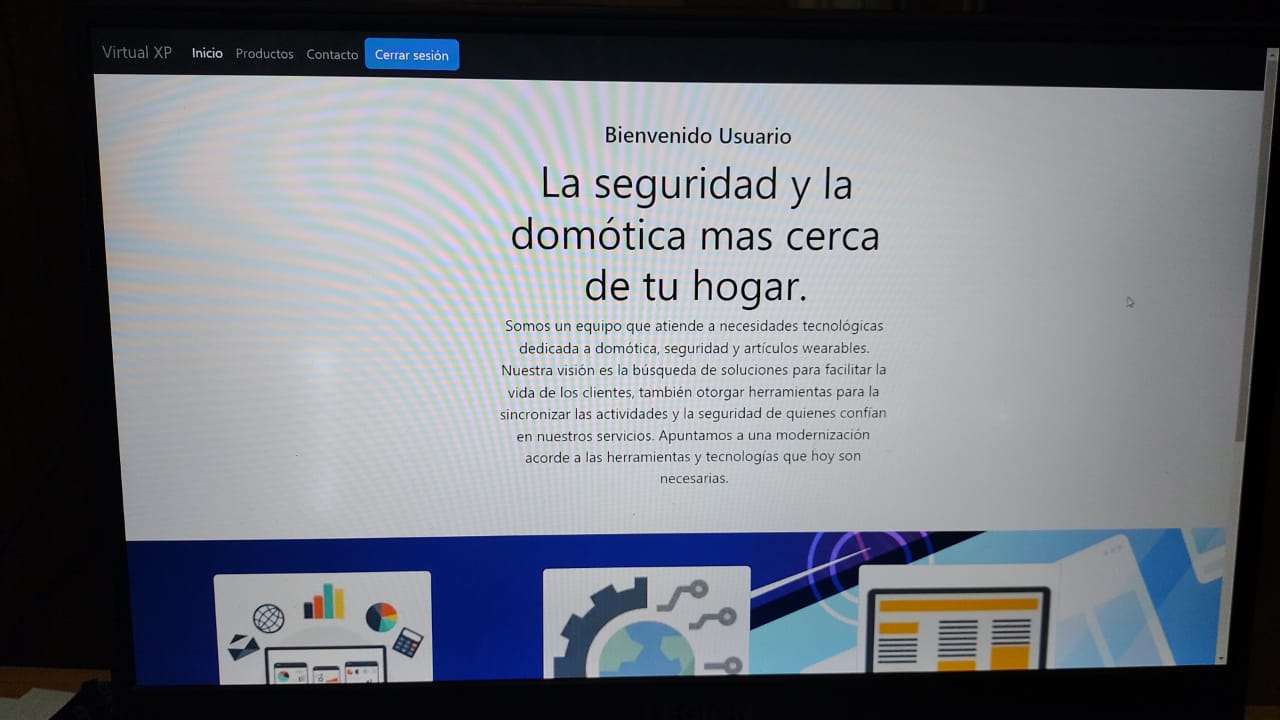 Virtual XP Inicio Productos Contacto Cerrar sesión
Bienvenido Usuario
La seguridad y la
domótica mas cerca
de tu hogar.
Somos un equipo que atiende a necesidades tecnológicas
dedicada a domótica, seguridad y artículos wearables.
Nuestra visión es la búsqueda de soluciones para facilitar la
vida de los clientes, también otorgar herramientas para la
sincronizar las actividades y la seguridad de quienes confían
en nuestros servicios. Apuntamos a una modernización
acorde a las herramientas y tecnologías que hoy son
necesarias.
LEGION